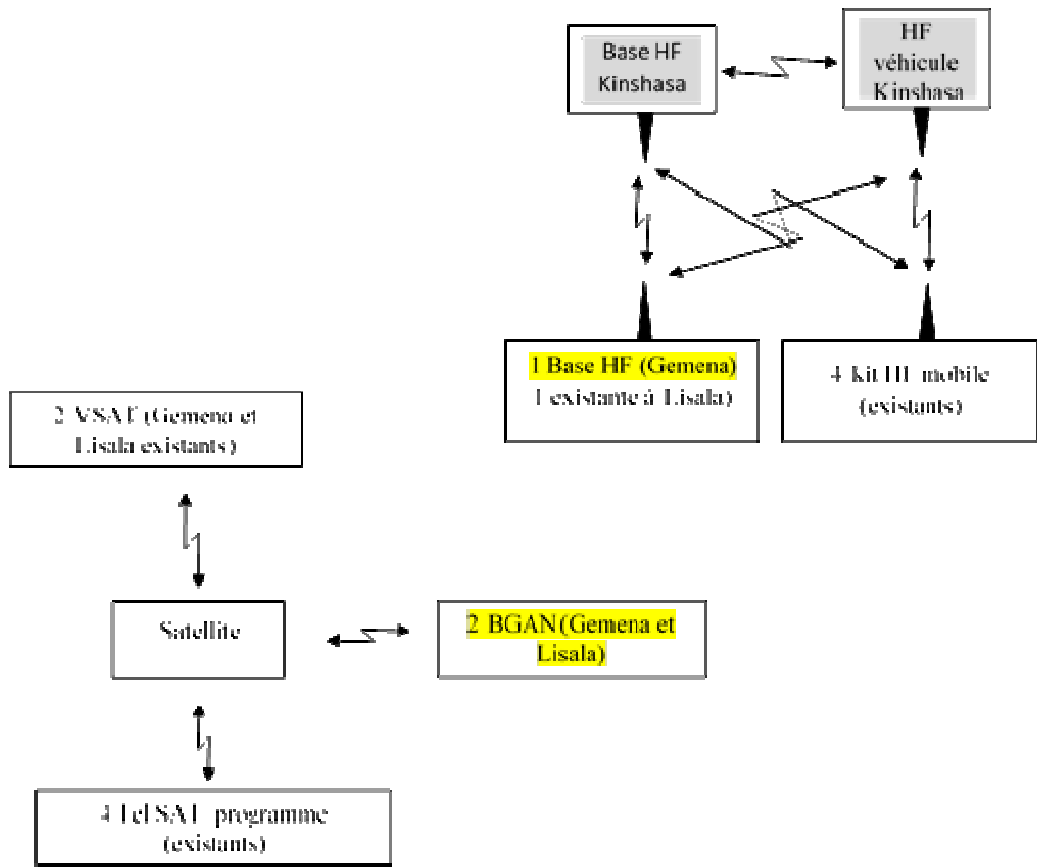 Base HF
Kinshasa
HF
véhicule
Kinshasa
1 Base HF (Gemena)
1 existante à Lisala)
4 kit HF mobile
(existants)
2 VSAT (Gemena et
Lisala existants)
Satellite
2 BGAN(Gemena et
Lisala)
4 Tel SAT programme
(existants)